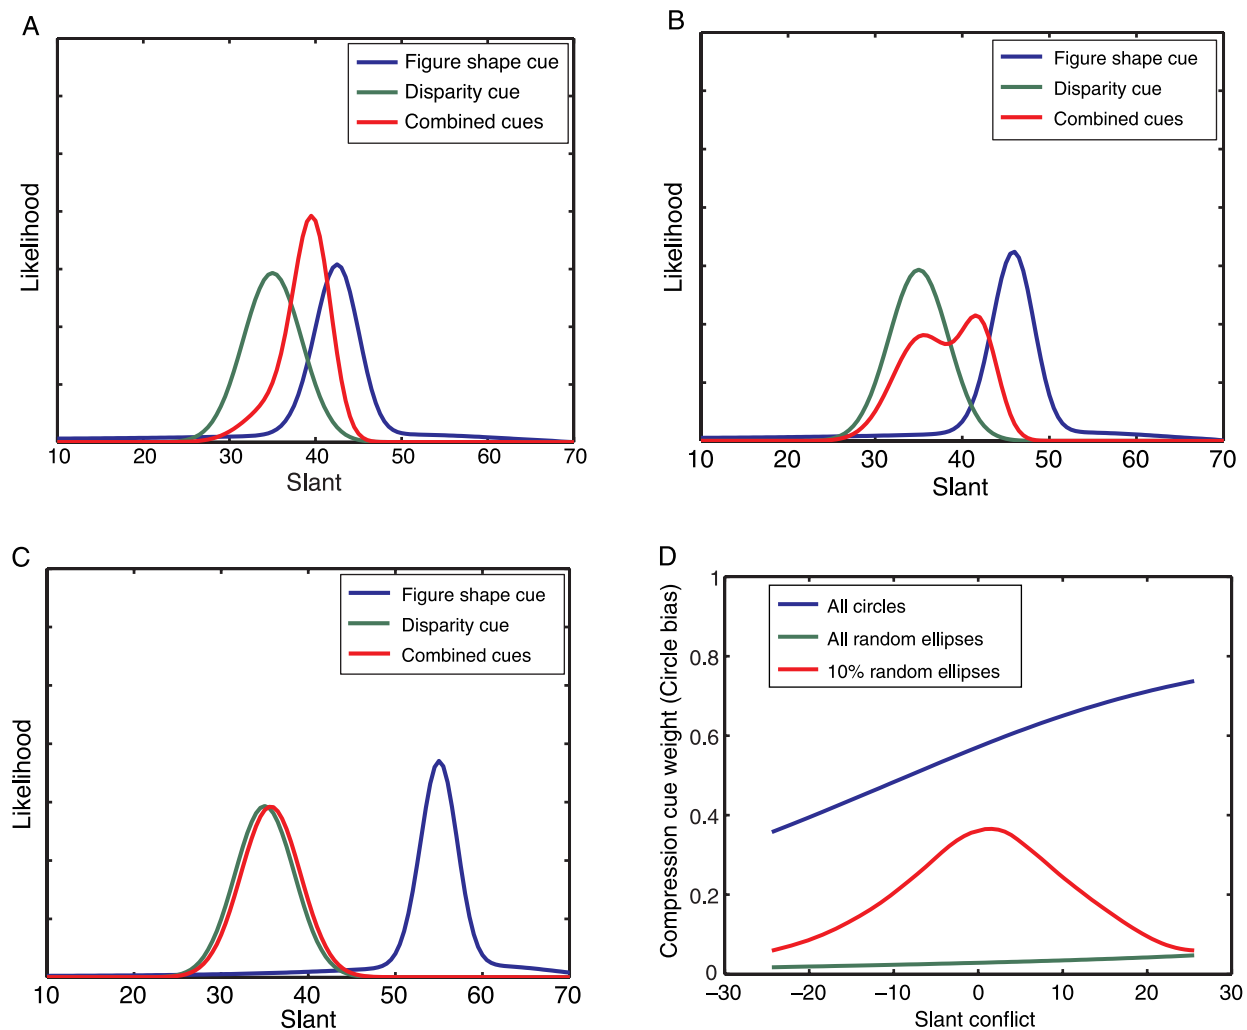 A
Figure shape cue
Disparity cue
Combined cues
Likelihood
10 20 30 40 50 60 70
Slant
B
Figure shape cue
Disparity cue
Combined cues
Likelihood
10 20 30 40 50 60 70
Slant
C
Figure shape cue
Disparity cue
Combined cues
Likelihood
10 20 30 40 50 60 70
Slant
D
All circles
All random ellipses
10% random ellipses
Compression cue weight (Circle bias)
1
0.8
0.6
0.4
0.2
0
−30 −20 −10 0 10 20 30
Slant conflict